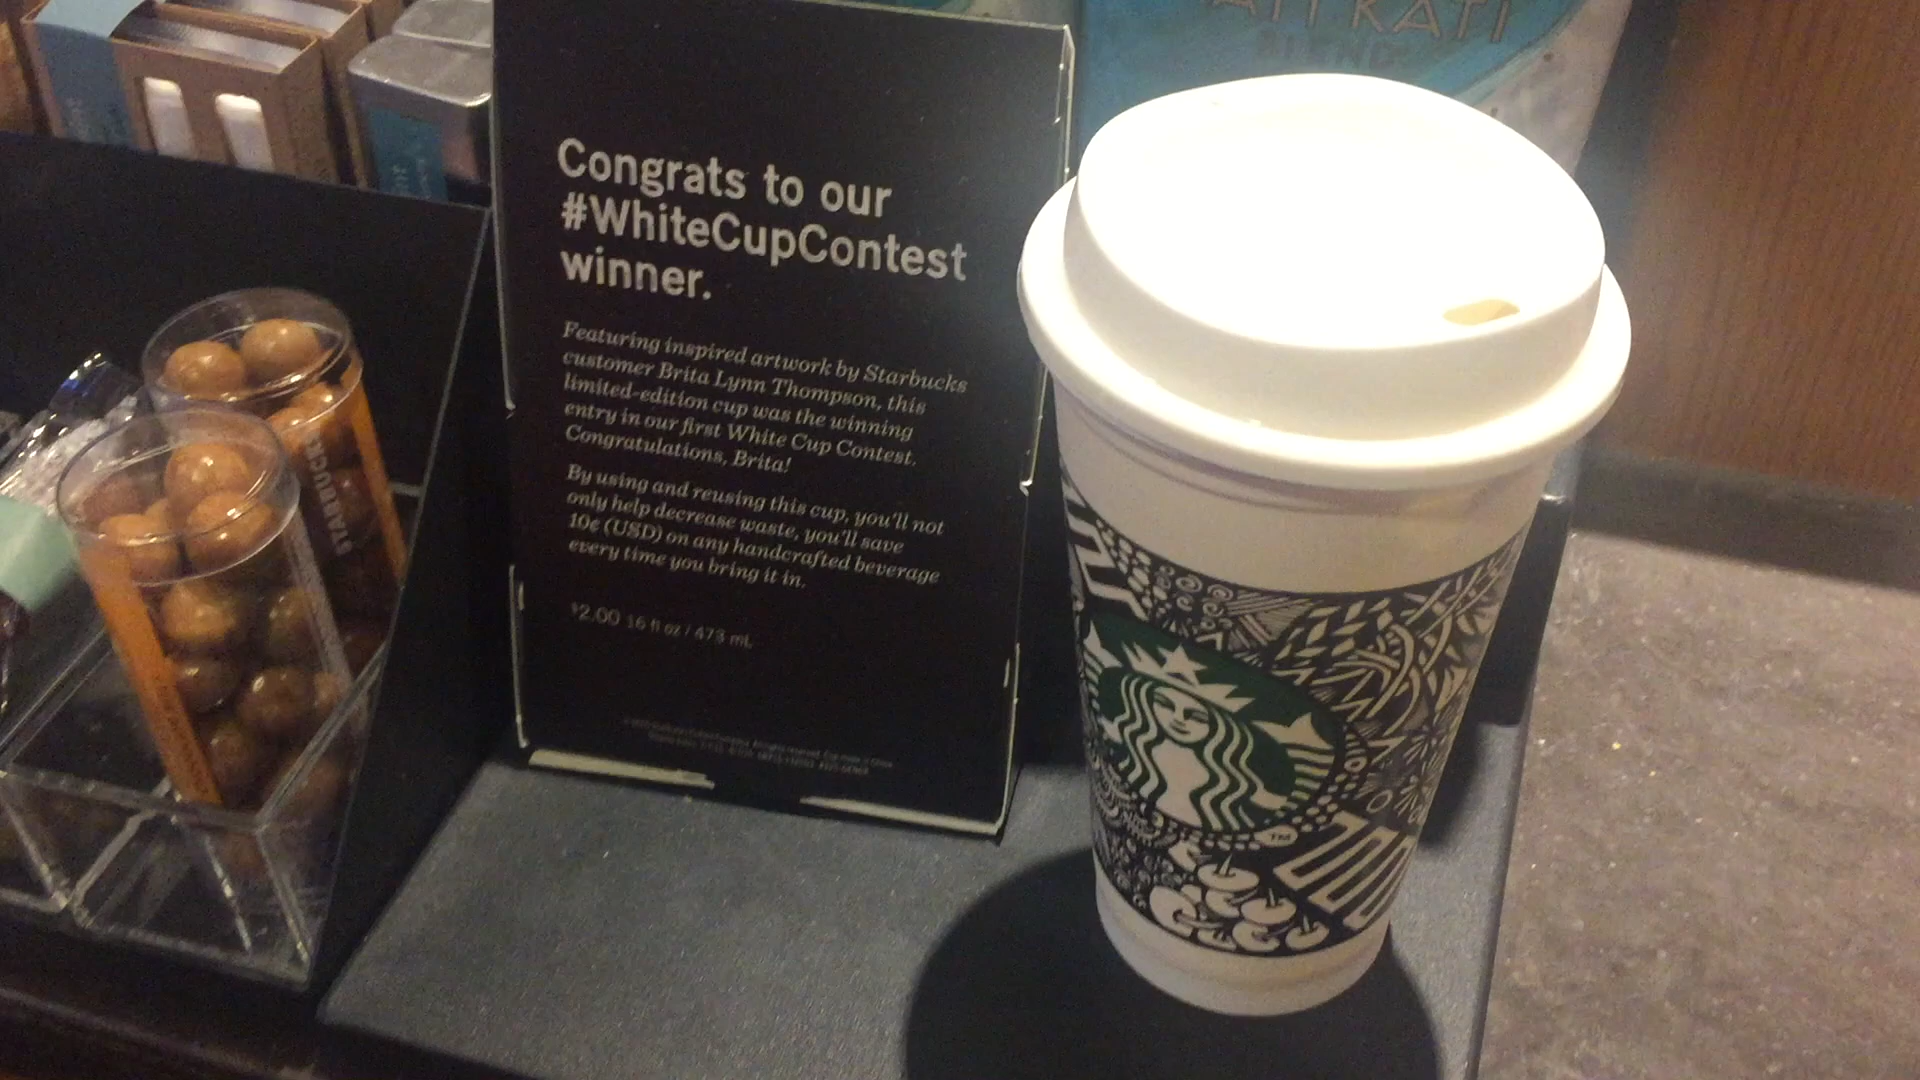 Congrats to our
#WhiteCupContest
winner.
Featuring inspired artwork by Starbucks
customer Brita Lynn Thompson, this
limited-edition cup was the winning
entry in our first White Cup Contest.
Congratulations, Brita!
By using and reusing this cup, you'll not
only help decrease waste, you'll save
10¢ (USD) on any handcrafted beverage
every time you bring it in.
$2.00 16 fl oz / 473 mL
KATI
BLEND
STARBUCKS
TM